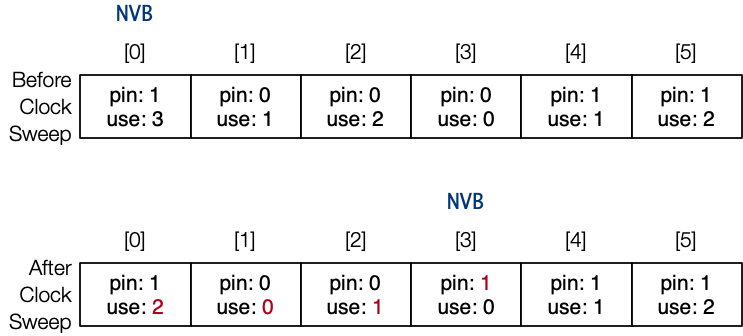 NVB
[0] [1] [2] [3] [4] [5]
Before
Clock
Sweep
pin: 1 pin: 0 pin: 0 pin: 0 pin: 1 pin: 1
use: 3 use: 1 use: 2 use: 0 use: 1 use: 2
NVB
[0] [1] [2] [3] [4] [5]
After
Clock
Sweep
pin: 1 pin: 0 pin: 0 pin: 1 pin: 1 pin: 1
use: 2 use: 0 use: 1 use: 0 use: 1 use: 2